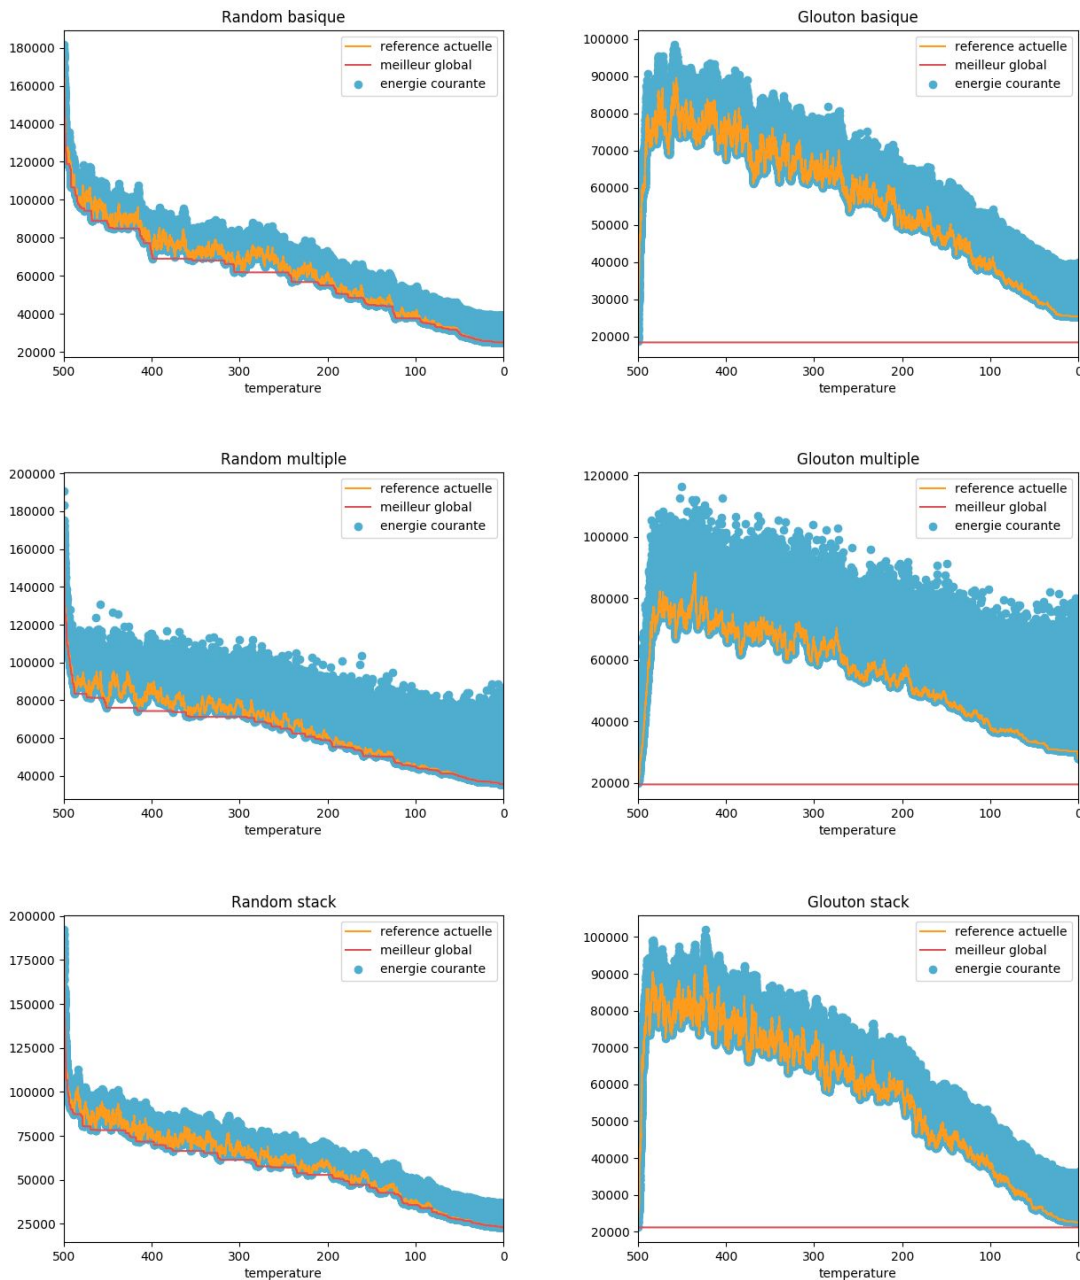 Random basique
180000
160000
140000
120000
100000
80000
60000
40000
20000
reference actuelle
meilleur global
energie courante
500 400 300 200 100 0
temperature
Glouton basique
100000
90000
80000
70000
60000
50000
40000
30000
20000
reference actuelle
meilleur global
energie courante
500 400 300 200 100 0
temperature
Random multiple
200000
180000
160000
140000
120000
100000
80000
60000
40000
reference actuelle
meilleur global
energie courante
500 400 300 200 100 0
temperature
Glouton multiple
120000
100000
80000
60000
40000
20000
reference actuelle
meilleur global
energie courante
500 400 300 200 100 0
temperature
Random stack
200000
175000
150000
125000
100000
75000
50000
25000
reference actuelle
meilleur global
energie courante
500 400 300 200 100 0
temperature
Glouton stack
100000
90000
80000
70000
60000
50000
40000
30000
20000
reference actuelle
meilleur global
energie courante
500 400 300 200 100 0
temperature